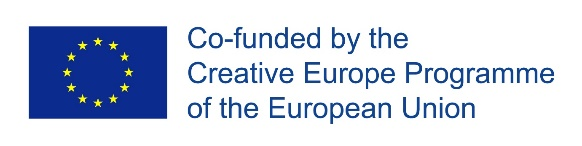 Co-funded by the
Creative Europe Programme
of the European Union